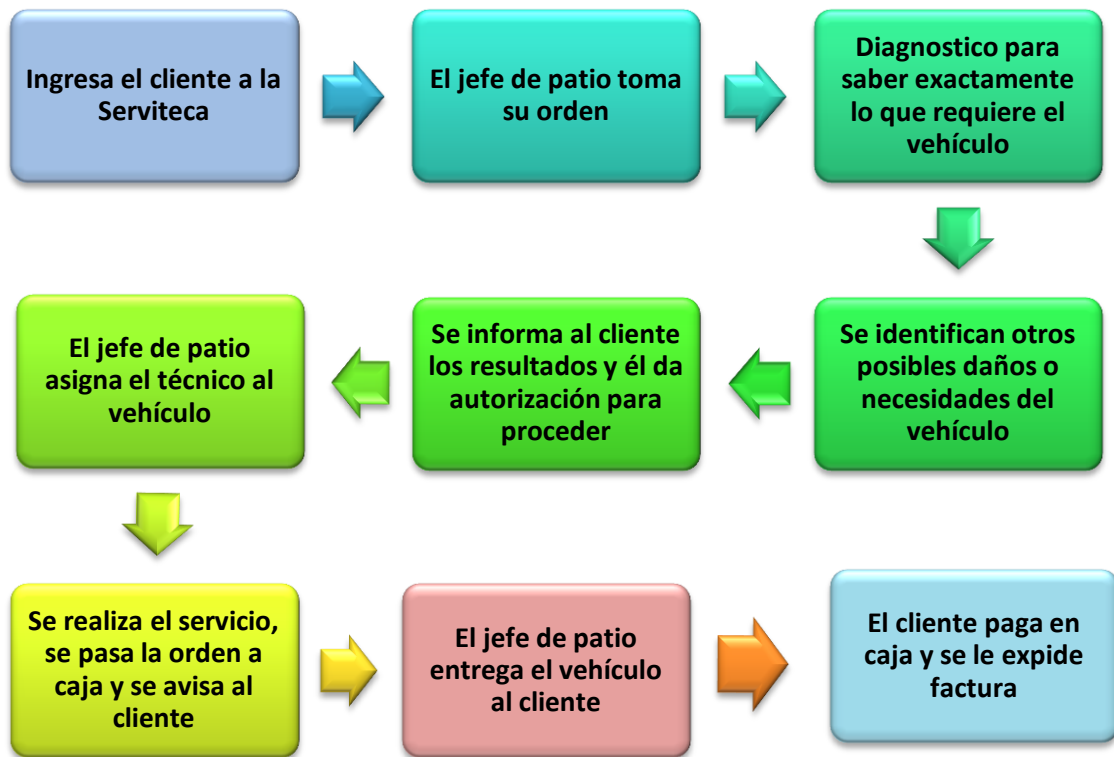 Ingresa el cliente a la
Serviteca
El jefe de patio toma
su orden
Diagnostico para
saber exactamente
lo que requiere el
vehículo
Se identifican otros
posibles daños o
necesidades del
vehículo
Se informa al cliente
los resultados y él da
autorización para
proceder
El jefe de patio
asigna el técnico al
vehículo
Se realiza el servicio,
se pasa la orden a
caja y se avisa al
cliente
El jefe de patio
entrega el vehículo
al cliente
El cliente paga en
caja y se le expide
factura